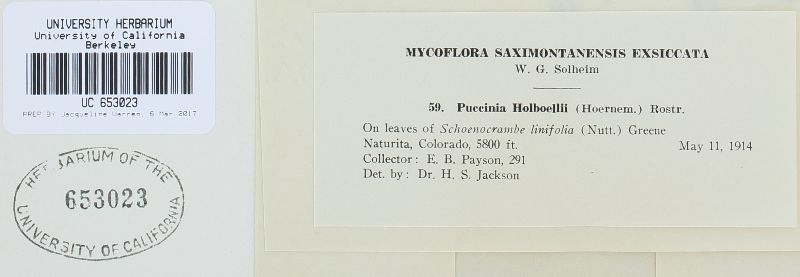 UNIVERSITY HERBARIUM
University of California
Berkeley
UC 653023
PREP BY Jacqueline Warren, 6 Mar 2017
HERBARIUM OF THE
653023
UNIVERSITY OF CALIFORNIA
MYCOFLORA SAXIMONTANENSIS EXSICCATA
W. G. Solheim
59. Puccinia Holboellii (Hoernem.) Rostr.
On leaves of Schoenocrambe linifolia (Nutt.) Greene
Naturita, Colorado, 5800 ft. May 11, 1914
Collector: E. B. Payson, 291
Det. by: Dr. H. S. Jackson